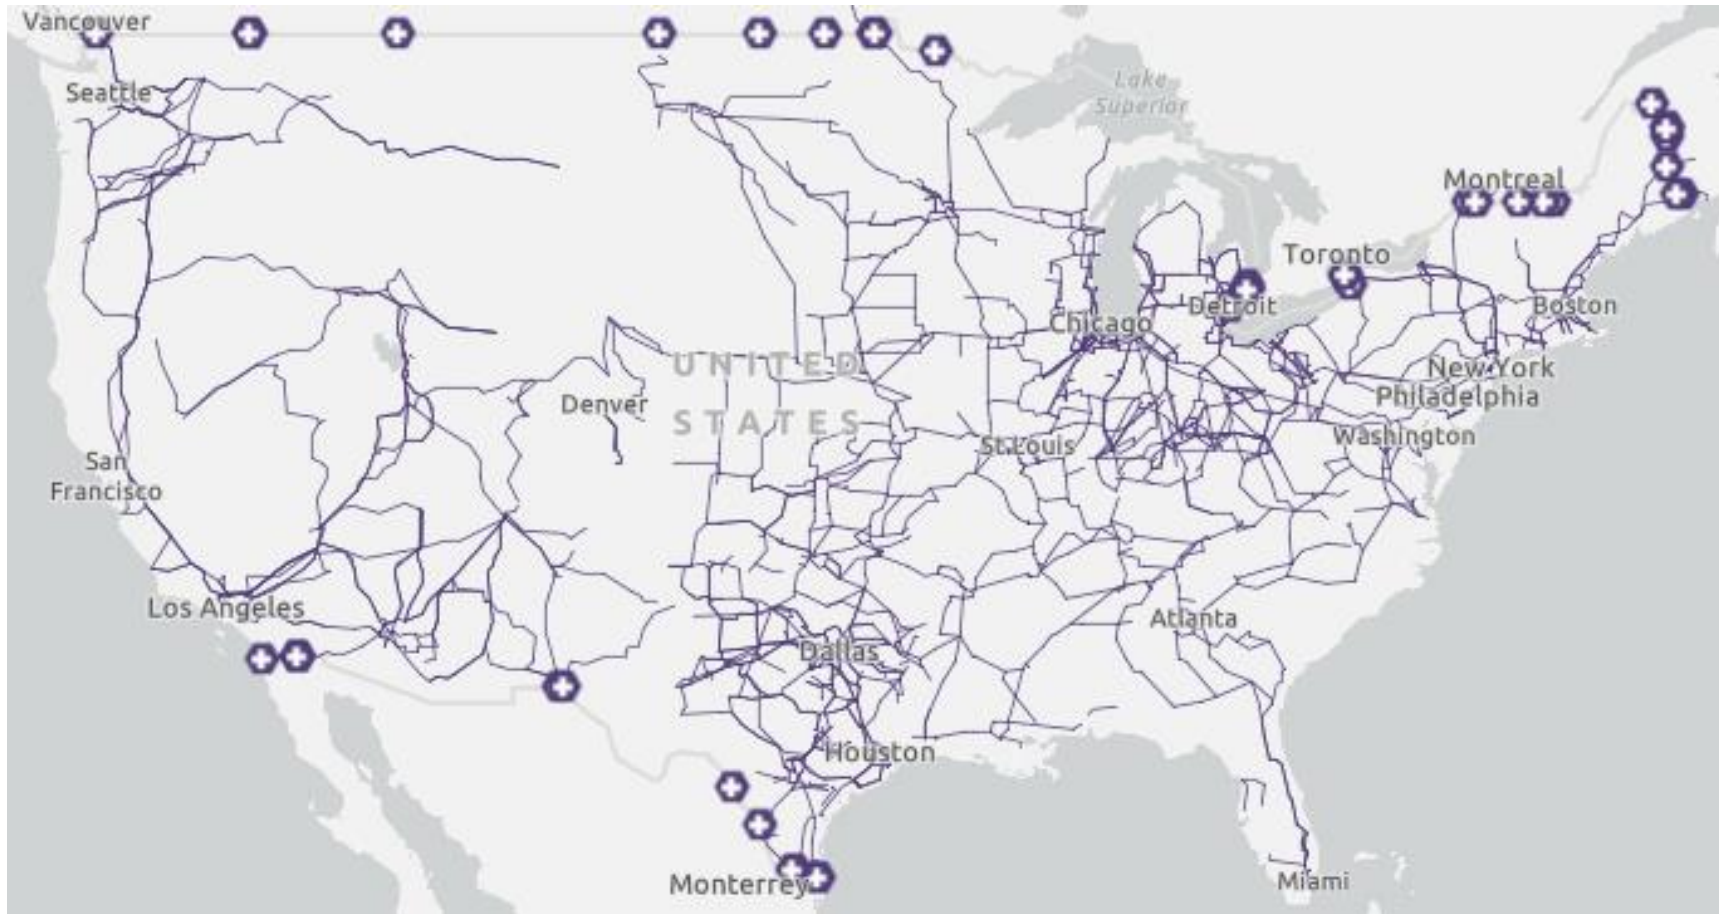 Vancouver
Seattle
Lake
Superior
Montreal
Toronto
Detroit
Boston
Chicago
New York
UNITED
Denver
Philadelphia
STATES
St Louis
Washington
San
Francisco
Los Angeles
Atlanta
Dallas
Houston
Monterrey
Miami